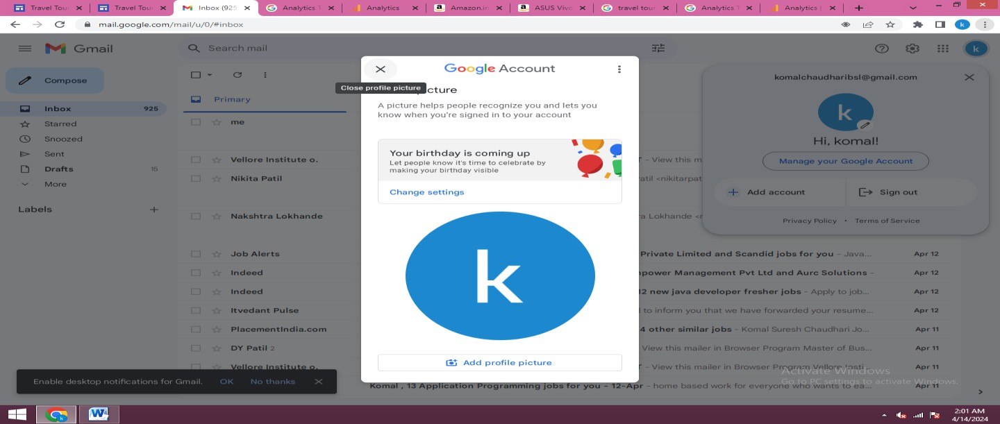 Travel Tour
Travel Tour
Inbox (925
Analytics T
Analytics
Amazon.in
ASUS Vivo
travel tour
Analytics T
Analytics |
mail.google.com/mail/u/0/#inbox
k
Gmail
Search mail
k
Compose
Inbox 925
Starred
Snoozed
Sent
Drafts 15
More
Labels
Primary
me
Vellore Institute o. T - View this m
Nikita Patil atil <nikitarpat
Nakshtra Lokhande a Lokhande <r
Job Alerts Private Limited and Scandid jobs for you - Java... Apr 12
Indeed npower Management Pvt Ltd and Aurc Solutions - Apr 12
Indeed 12 new java developer fresher jobs - Apply to job... Apr 12
Itvedant Pulse l to inform you that we have forwarded your resume... Apr 12
PlacementIndia.com 4 other similar jobs - Komal Suresh Chaudhari Jo... Apr 11
DY Patil 2 View this mailer in Browser Program Master of Bus... Apr 11
Vellore Institute o. T - View this mailer in Browser Program Vellore Insti... Apr 11
Komal , 13 Application Programming jobs for you - 12-Apr - home based work for everyone who wants to ea... Apr 11
Google Account
Close profile picture
picture
A picture helps people recognize you and lets you
know when you're signed in to your account
Your birthday is coming up
Let people know it's time to celebrate by
making your birthday visible
Change settings
k
Add profile picture
komalchaudharibsl@gmail.com
k
Hi, komal!
Manage your Google Account
Add account
Sign out
Privacy Policy • Terms of Service
Enable desktop notifications for Gmail. OK No thanks
Activate Windows
Go to PC settings to activate Windows.
2:01 AM
4/14/2024